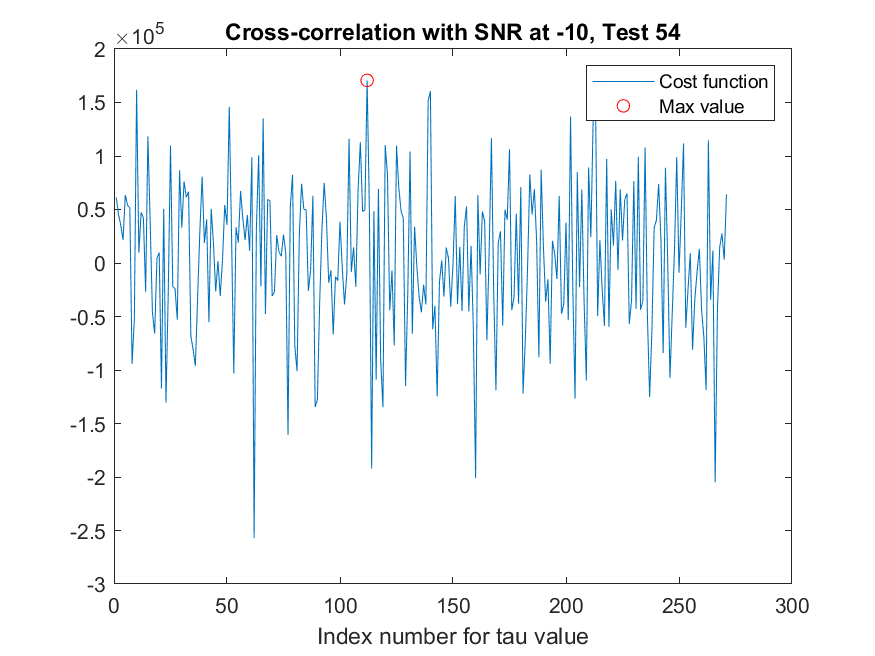 ×10⁵
Cross-correlation with SNR at -10, Test 54
2
1.5
1
0.5
0
-0.5
-1
-1.5
-2
-2.5
-3
Cost function
Max value
0 50 100 150 200 250 300
Index number for tau value